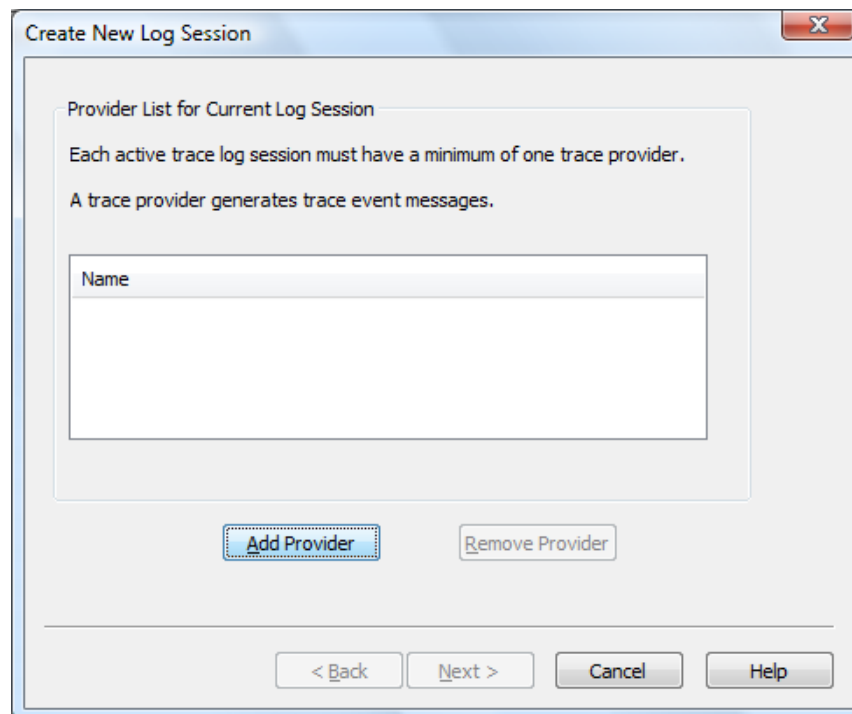 Create New Log Session
Provider List for Current Log Session
Each active trace log session must have a minimum of one trace provider.
A trace provider generates trace event messages.
Name
Add Provider
Remove Provider
< Back
Next >
Cancel
Help